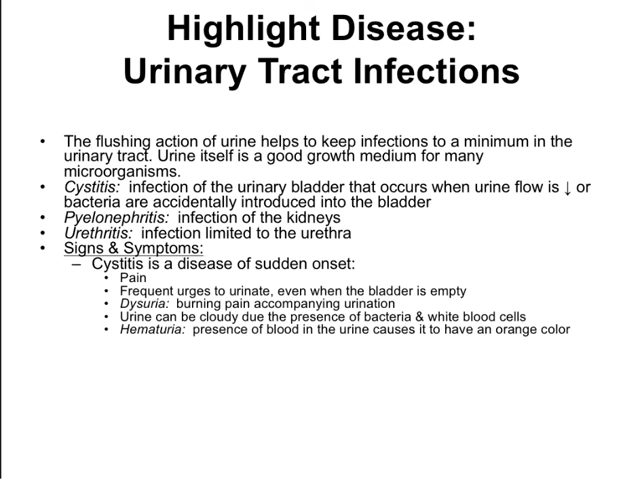 Highlight Disease:
Urinary Tract Infections
• The flushing action of urine helps to keep infections to a minimum in the
urinary tract. Urine itself is a good growth medium for many
microorganisms.
• Cystitis: infection of the urinary bladder that occurs when urine flow is ↓ or
bacteria are accidentally introduced into the bladder
• Pyelonephritis: infection of the kidneys
• Urethritis: infection limited to the urethra
• Signs & Symptoms:
– Cystitis is a disease of sudden onset:
• Pain
• Frequent urges to urinate, even when the bladder is empty
• Dysuria: burning pain accompanying urination
• Urine can be cloudy due the presence of bacteria & white blood cells
• Hematuria: presence of blood in the urine causes it to have an orange color